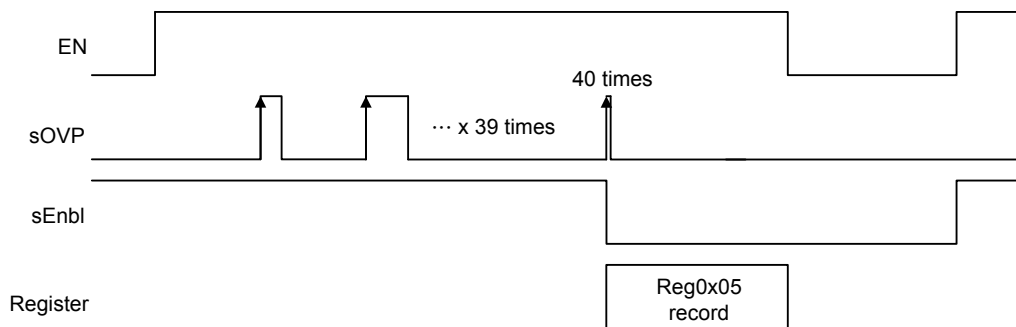 EN
40 times
sOVP
··· x 39 times
sEnbl
Register
Reg0x05
record